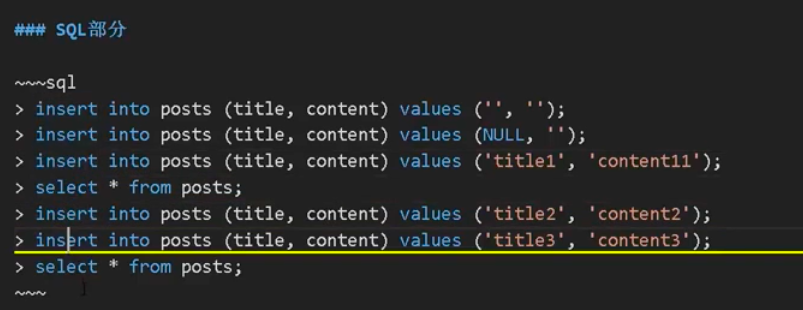 ### SQL部分
~~~sql
> insert into posts (title, content) values ('', '');
> insert into posts (title, content) values (NULL, '');
> insert into posts (title, content) values ('title1', 'content11');
> select * from posts;
> insert into posts (title, content) values ('title2', 'content2');
> insert into posts (title, content) values ('title3', 'content3');
> select * from posts;
~~~